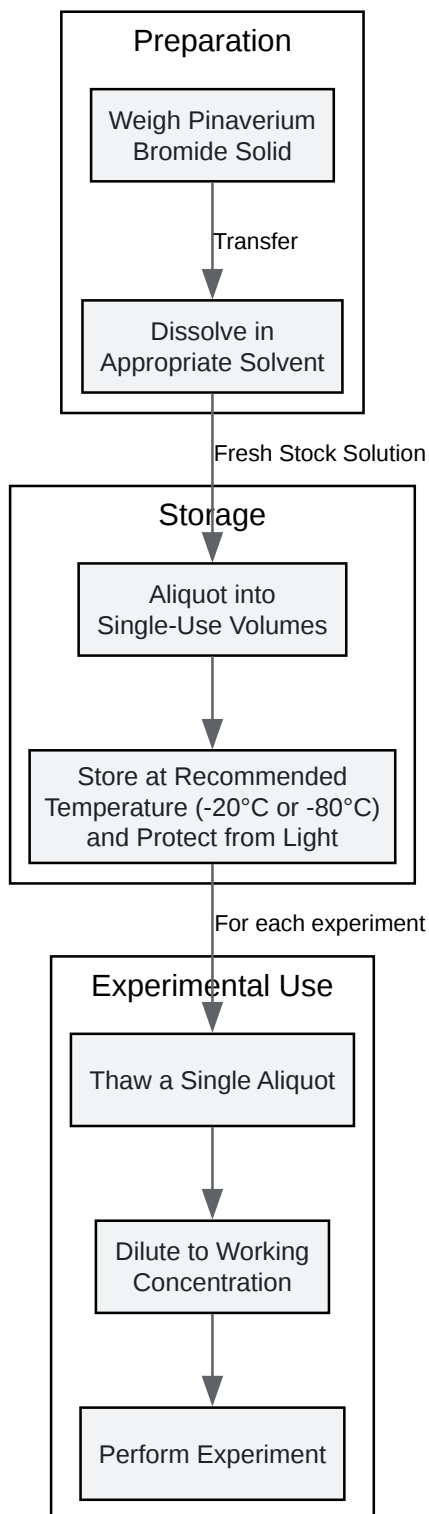 Preparation
Weigh Pinaverium
Bromide Solid
Transfer
Dissolve in
Appropriate Solvent
Fresh Stock Solution
Storage
Aliquot into
Single-Use Volumes
Store at Recommended
Temperature (-20°C or -80°C)
and Protect from Light
For each experiment
Experimental Use
Thaw a Single Aliquot
Dilute to Working
Concentration
Perform Experiment